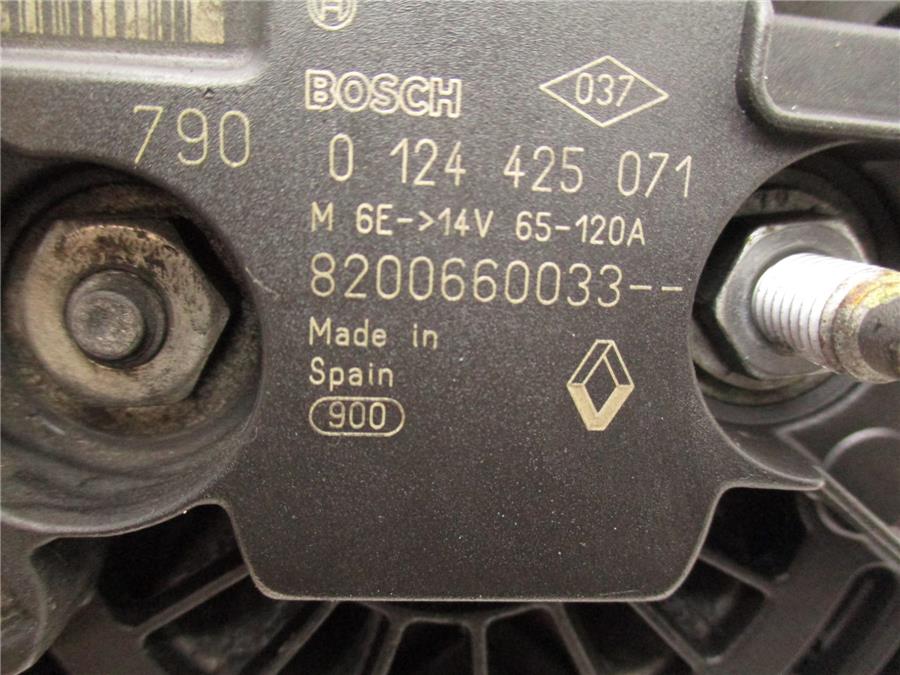 H
BOSCH
037
790
0 124 425 071
M 6E->14V 65-120A
8200660033--
Made in
Spain
900